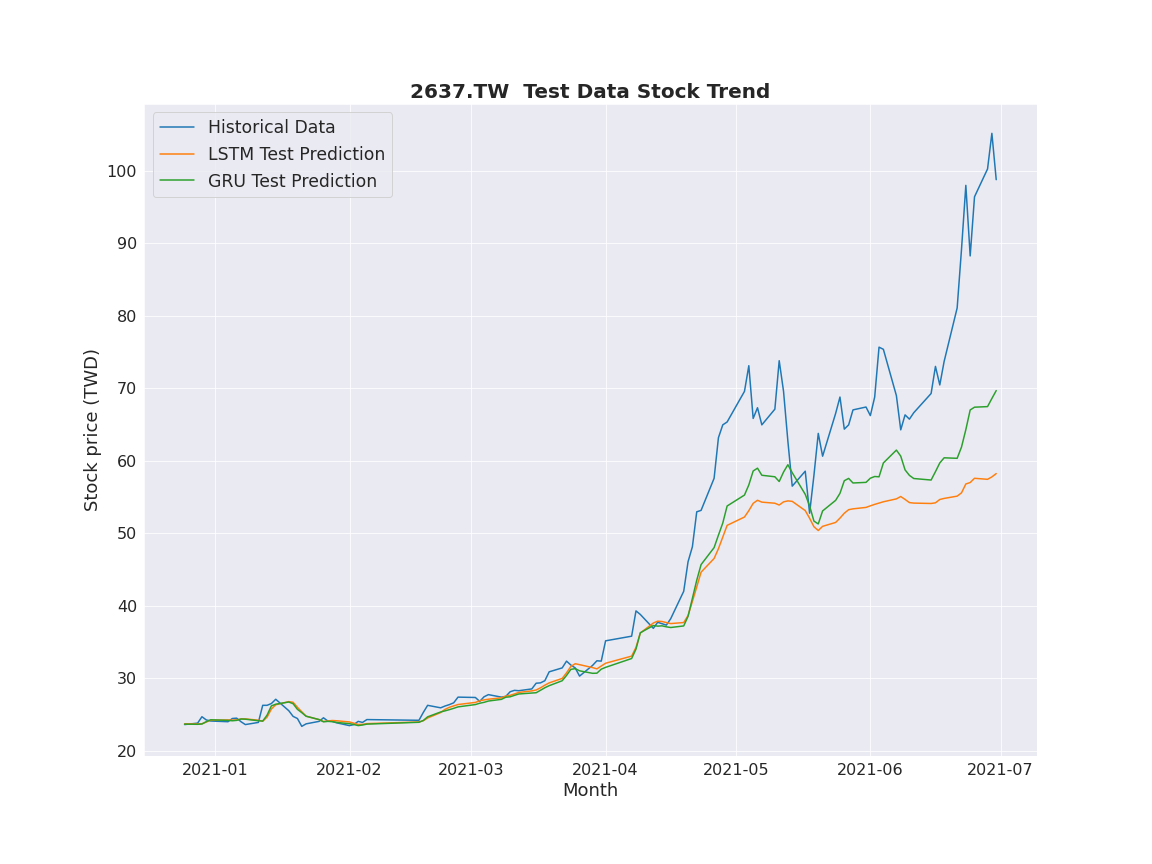 2637.TW  Test Data Stock Trend
Historical Data
LSTM Test Prediction
GRU Test Prediction
Stock price (TWD)
100
90
80
70
60
50
40
30
20
2021-01 2021-02 2021-03 2021-04 2021-05 2021-06 2021-07
Month